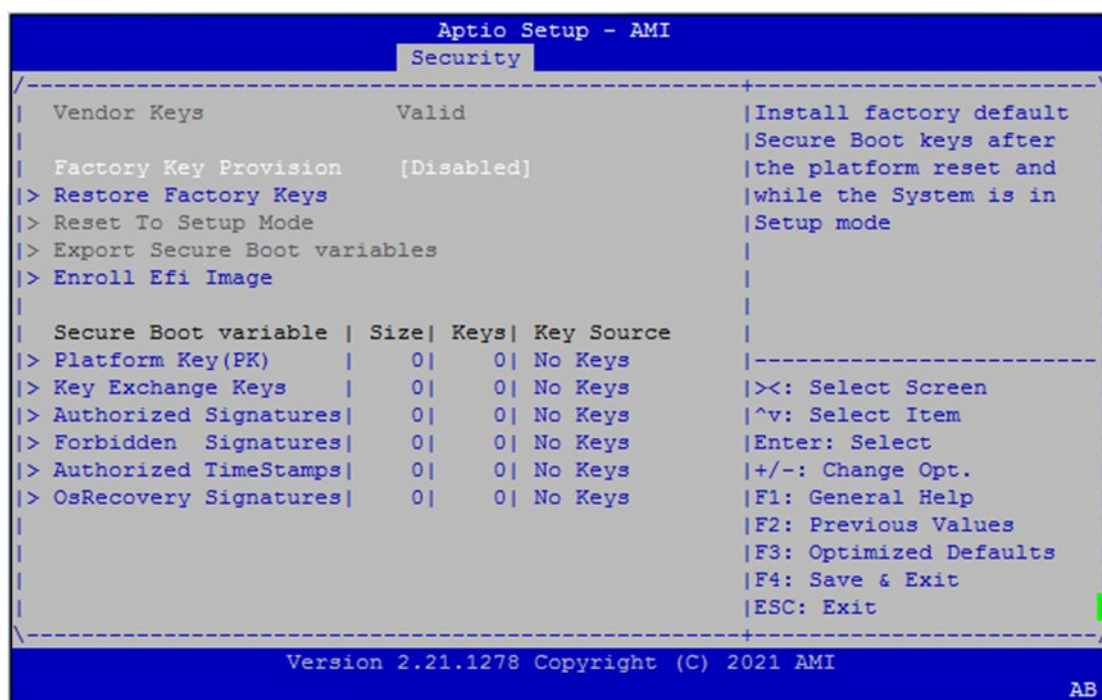 Aptio Setup - AMI
Security
/----------------------------------------------------+-------------------------\
| Vendor Keys Valid |Install factory default
| |Secure Boot keys after
| Factory Key Provision [Disabled] |the platform reset and
|> Restore Factory Keys |while the System is in
|> Reset To Setup Mode |Setup mode
|> Export Secure Boot variables |
|> Enroll Efi Image |
| |
| Secure Boot variable | Size| Keys| Key Source |
|> Platform Key(PK) | 0| 0| No Keys |-------------------------
|> Key Exchange Keys | 0| 0| No Keys |><: Select Screen
|> Authorized Signatures| 0| 0| No Keys |^v: Select Item
|> Forbidden Signatures| 0| 0| No Keys |Enter: Select
|> Authorized TimeStamps| 0| 0| No Keys |+/-: Change Opt.
|> OsRecovery Signatures| 0| 0| No Keys |F1: General Help
| |F2: Previous Values
| |F3: Optimized Defaults
| |F4: Save & Exit
| |ESC: Exit
\----------------------------------------------------+-------------------------/
Version 2.21.1278 Copyright (C) 2021 AMI
AB